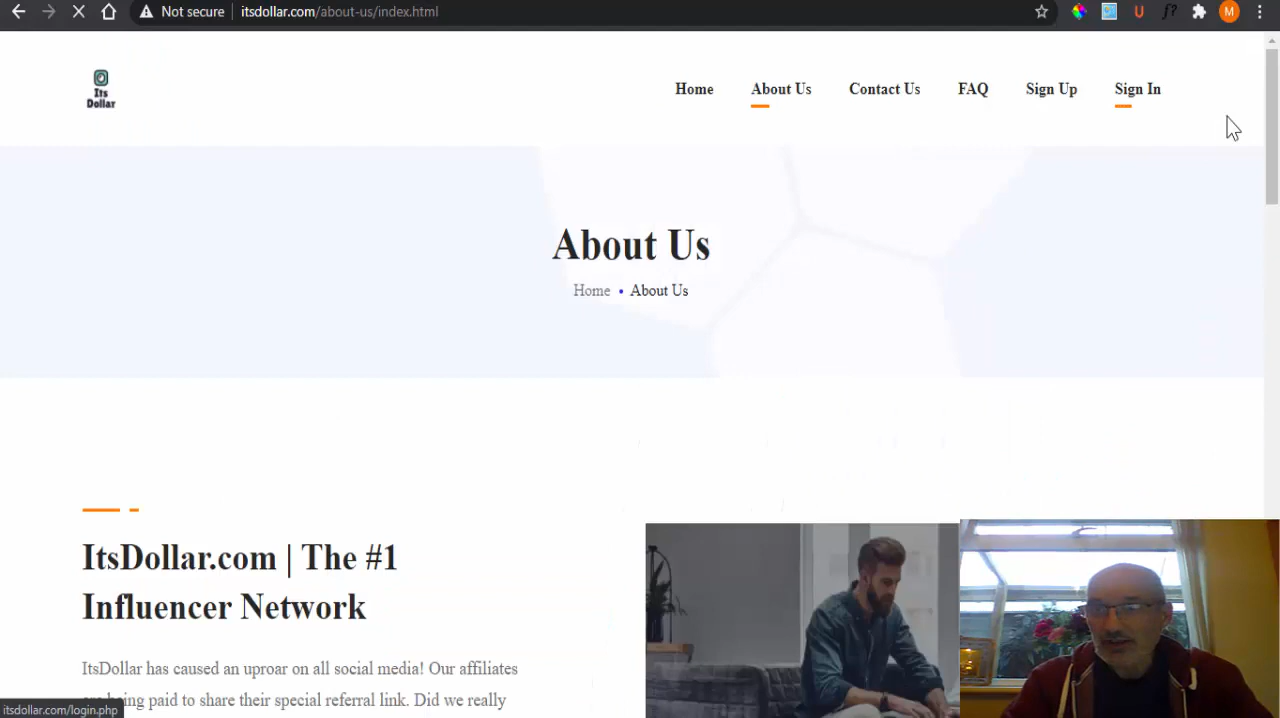 Not secure
itsdollar.com/about-us/index.html
U
f?
M
Its
Dollar
Home
About Us
Contact Us
FAQ
Sign Up
Sign In
About Us
Home • About Us
ItsDollar.com | The #1
Influencer Network
ItsDollar has caused an uproar on all social media! Our affiliates
are being paid to share their special referral link. Did we really
itsdollar.com/login.php